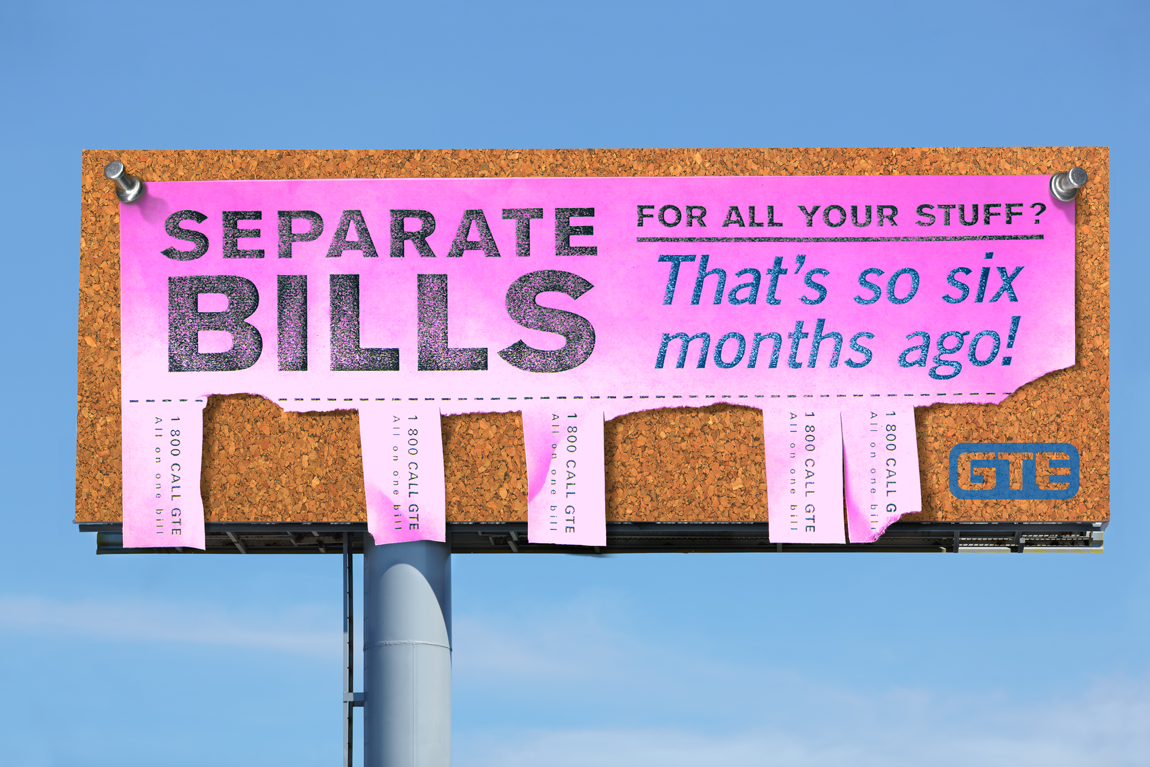 SEPARATE
BILLS
FOR ALL YOUR STUFF?
That's so six
months ago!
1 800 CALL GTE
All on one bill
1 800 CALL GTE
All on one bill
1 800 CALL GTE
All on one bill
1 800 CALL GTE
All on one bill
1 800 CALL G
All on one bill
GTE